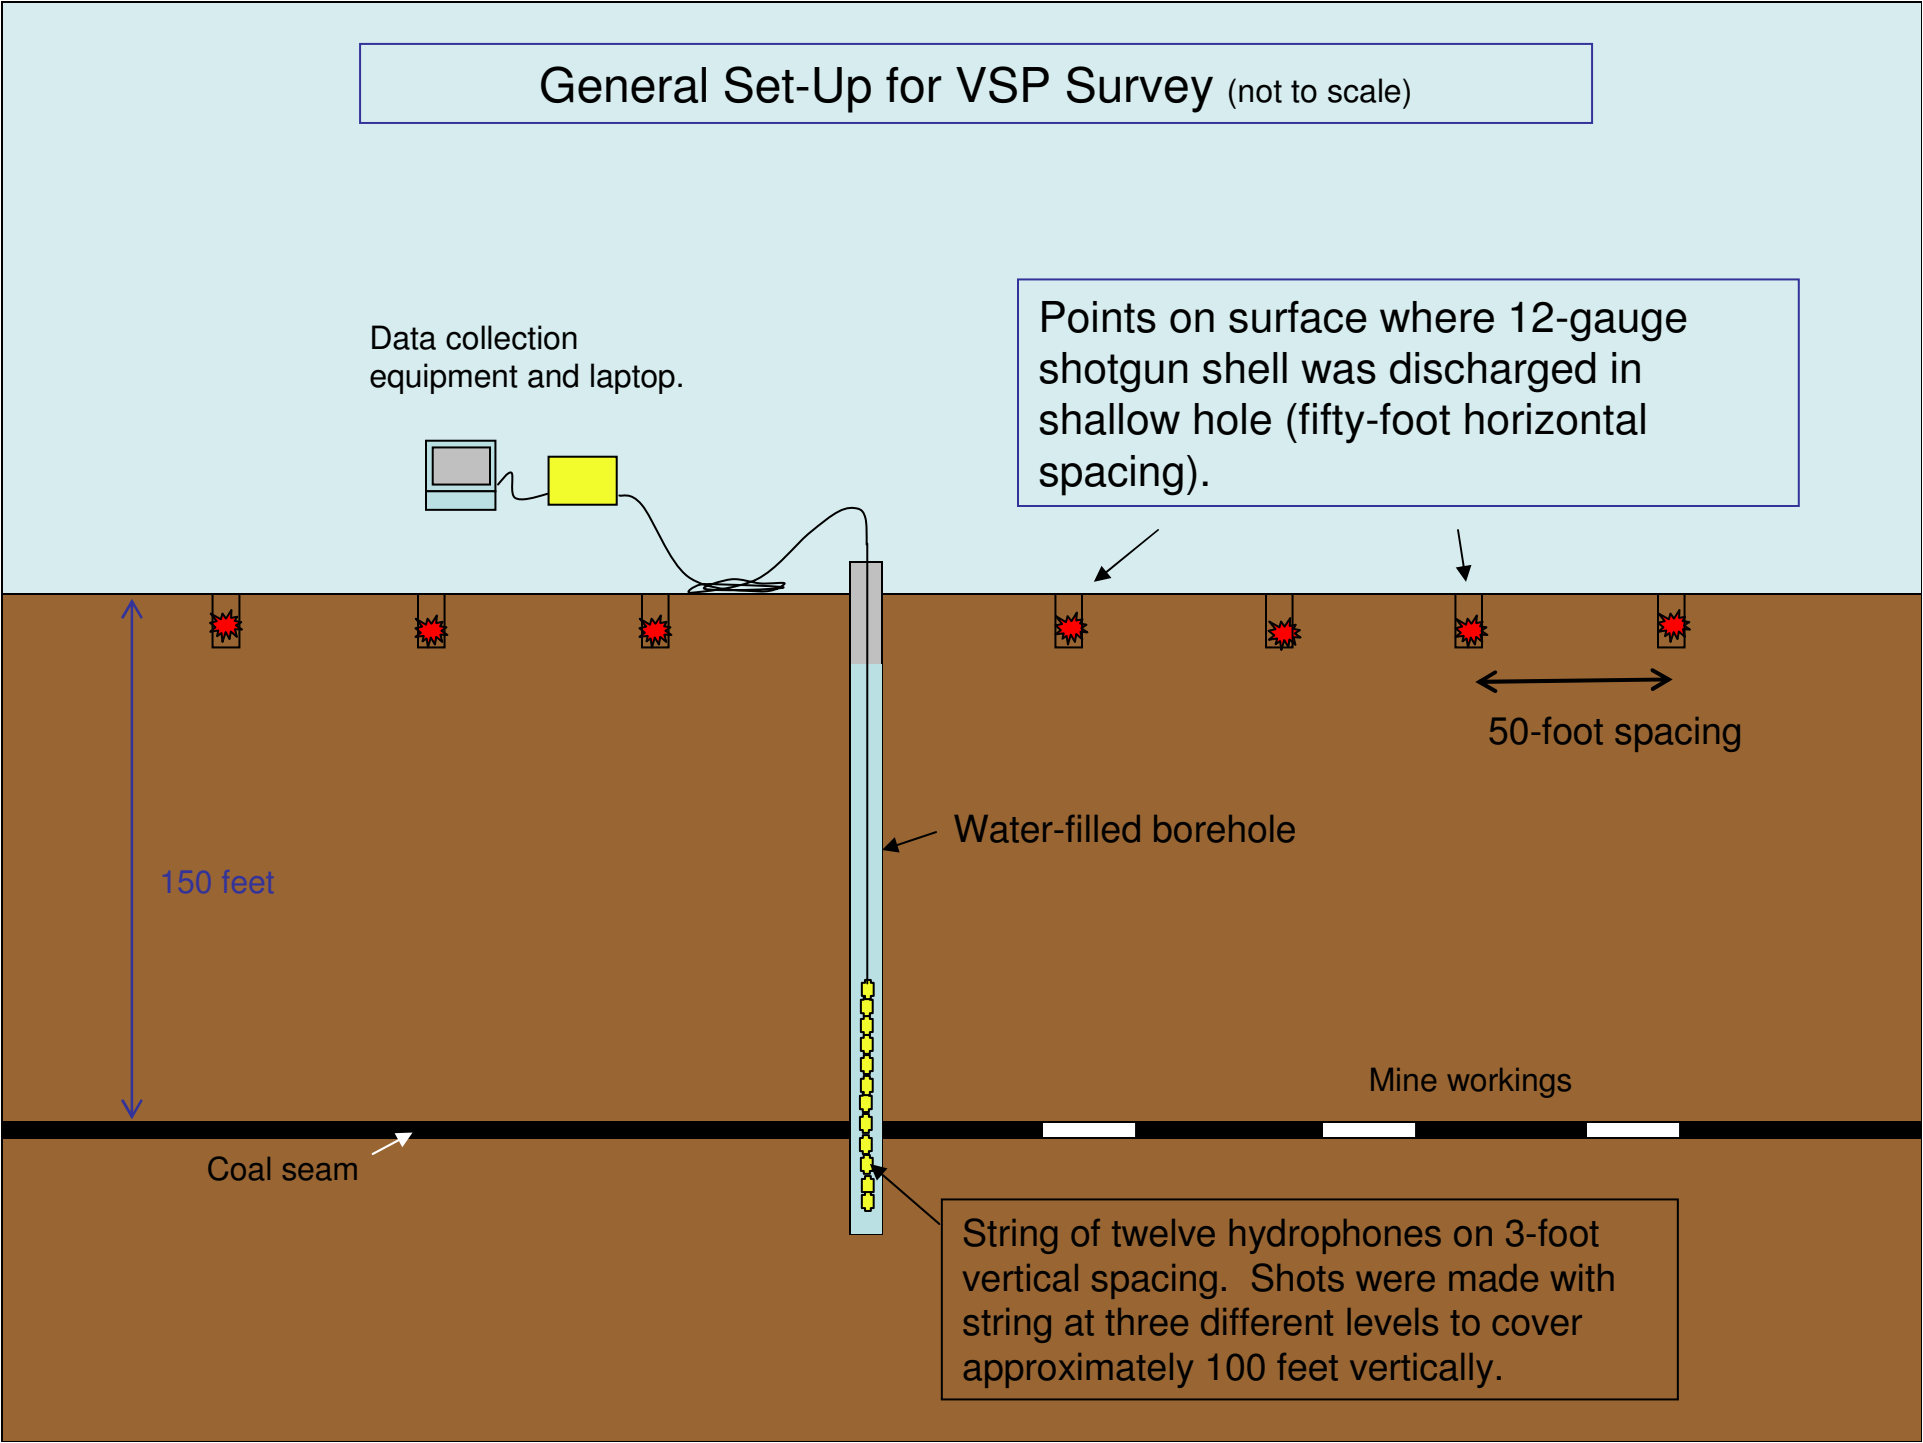 General Set-Up for VSP Survey (not to scale)
Data collection
equipment and laptop.
Points on surface where 12-gauge
shotgun shell was discharged in
shallow hole (fifty-foot horizontal
spacing).
50-foot spacing
Water-filled borehole
150 feet
Mine workings
Coal seam
String of twelve hydrophones on 3-foot
vertical spacing.  Shots were made with
string at three different levels to cover
approximately 100 feet vertically.